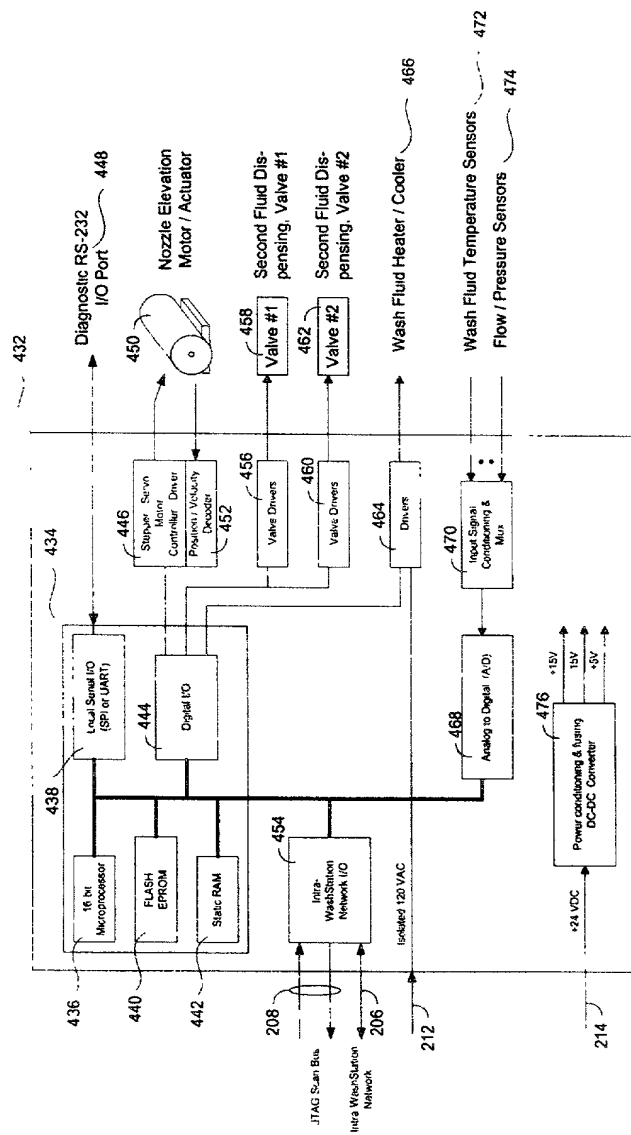 432
434
Diagnostic RS-232
I/O Port
448
Nozzle Elevation
Motor / Actuator
450
Second Fluid Dis-
pensing, Valve #1
458
Valve #1
Second Fluid Dis-
pensing, Valve #2
462
Valve #2
Wash Fluid Heater / Cooler
466
Wash Fluid Temperature Sensors
472
Flow / Pressure Sensors
474
438
Local Serial I/O
(SPI or UART)
446
Stepper Servo
Motor
Controller Driver
Position / Velocity
Decoder
452
444
Digital I/O
456
Valve Drivers
460
Valve Drivers
464
Drivers
470
Input Signal
Conditioning &
Mux
468
Analog to Digital (A/D)
436
16 bit
Microprocessor
440
FLASH
EPROM
442
Static RAM
454
Intra-
WashStation
Network I/O
208
JTAG Scan Bus
206
Intra WashStation
Network
212
Isolated 120 VAC
476
Power conditioning & fusing
DC-DC Converter
+15V
15V
+5V
+24 VDC
214